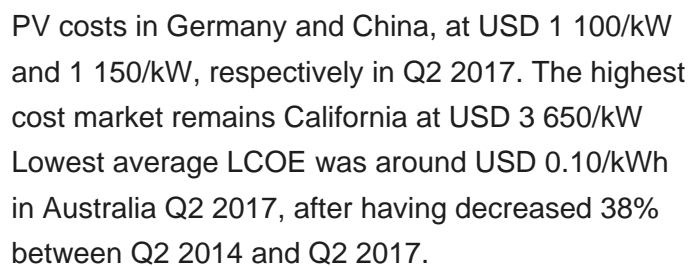 PV costs in Germany and China, at USD 1 100/kW
and 1 150/kW, respectively in Q2 2017. The highest
cost market remains California at USD 3 650/kW
Lowest average LCOE was around USD 0.10/kWh
in Australia Q2 2017, after having decreased 38%
between Q2 2014 and Q2 2017.